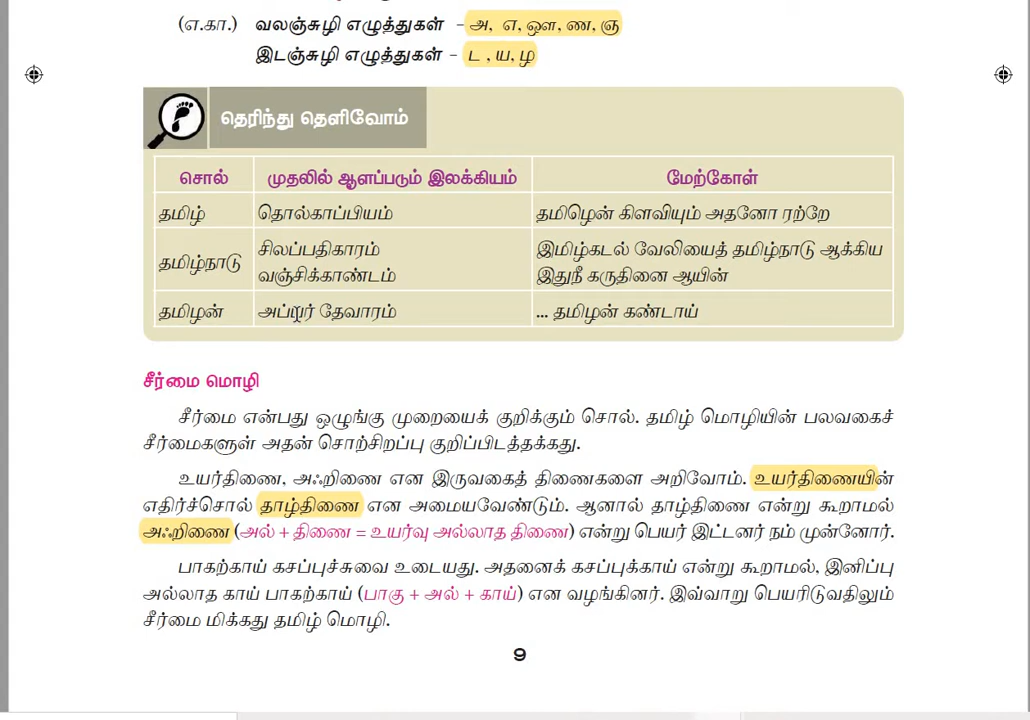 (எ.கா.) வலஞ்சுழி எழுத்துகள் – அ, எ, ஔ, ண, ஞ
இடஞ்சுழி எழுத்துகள் – ட , ய, ழ
தெரிந்து தெளிவோம்
சொல் முதலில் ஆளப்படும் இலக்கியம் மேற்கோள்
தமிழ் தொல்காப்பியம் தமிழென் கிளவியும் அதனோ ரற்றே
தமிழ்நாடு சிலப்பதிகாரம் இமிழ்கடல் வேலியைத் தமிழ்நாடு ஆக்கிய
வஞ்சிக்காண்டம் இதுநீ கருதினை ஆயின்
தமிழன் அப்பர் தேவாரம் ... தமிழன் கண்டாய்
சீர்மை மொழி
சீர்மை என்பது ஒழுங்கு முறையைக் குறிக்கும் சொல். தமிழ் மொழியின் பலவகைச்
சீர்மைகளுள் அதன் சொற்சிறப்பு குறிப்பிடத்தக்கது.
உயர்திணை, அஃறிணை என இருவகைத் திணைகளை அறிவோம். உயர்திணையின்
எதிர்ச்சொல் தாழ்திணை என அமையவேண்டும். ஆனால் தாழ்திணை என்று கூறாமல்
அஃறிணை (அல் + திணை = உயர்வு அல்லாத திணை) என்று பெயர் இட்டனர் நம் முன்னோர்.
பாகற்காய் கசப்புச்சுவை உடையது. அதனைக் கசப்புக்காய் என்று கூறாமல், இனிப்பு
அல்லாத காய் பாகற்காய் (பாகு + அல் + காய்) என வழங்கினர். இவ்வாறு பெயரிடுவதிலும்
சீர்மை மிக்கது தமிழ் மொழி.
9